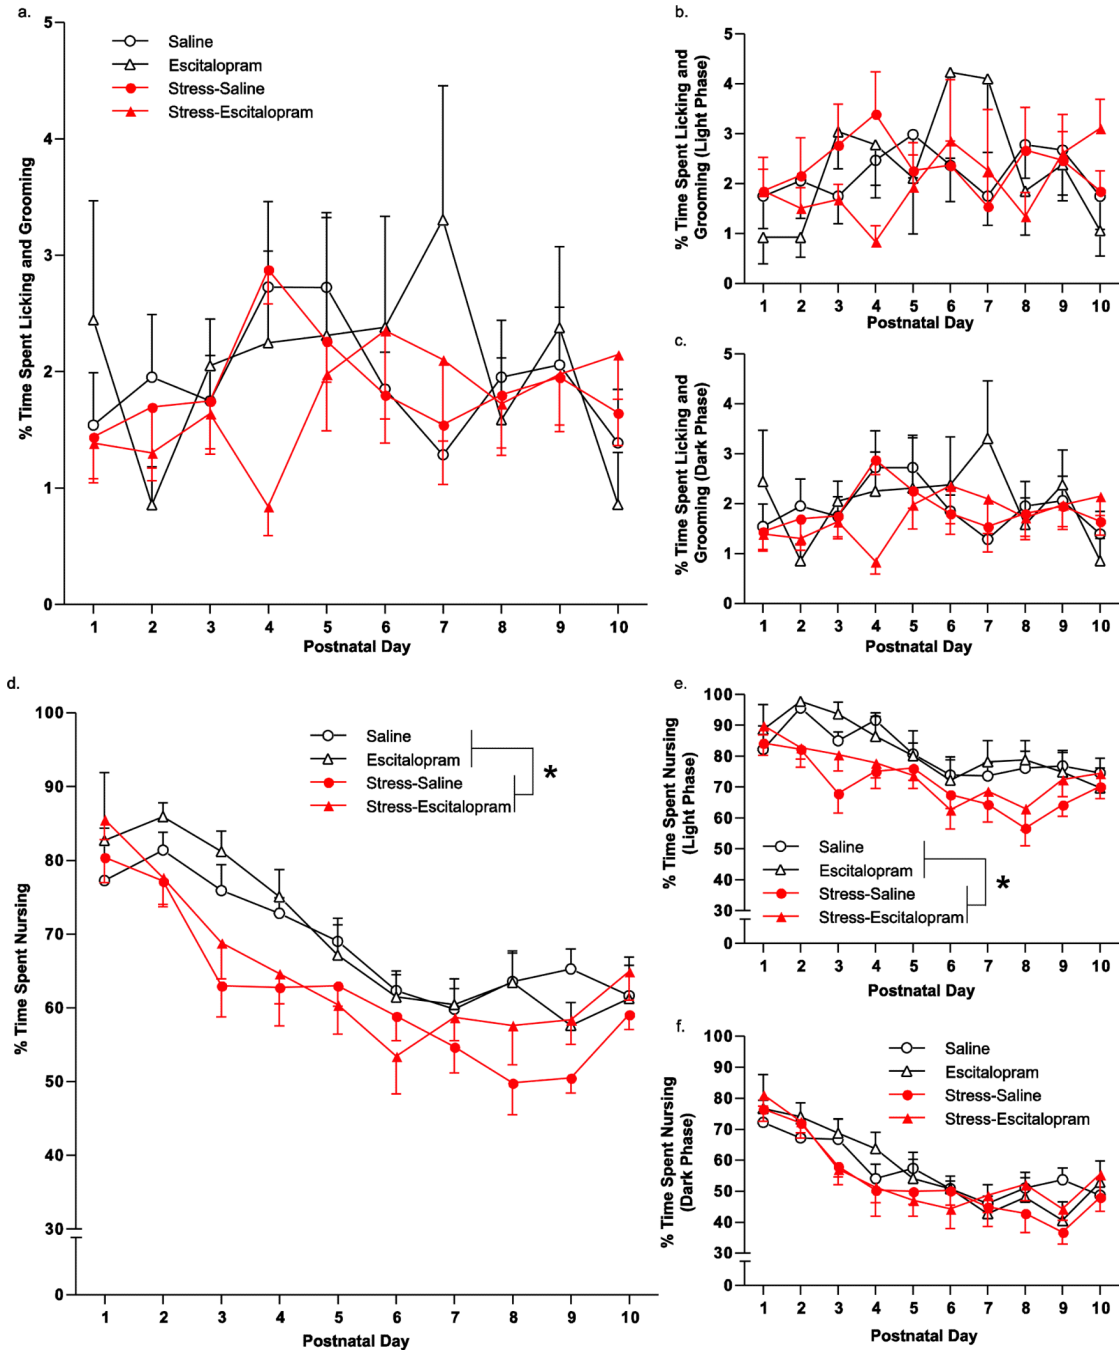 a.
% Time Spent Licking and Grooming
5
4
3
2
1
0
Saline
Escitalopram
Stress-Saline
Stress-Escitalopram
1 2 3 4 5 6 7 8 9 10
Postnatal Day
b.
% Time Spent Licking and
Grooming (Light Phase)
5
4
3
2
1
0
1 2 3 4 5 6 7 8 9 10
Postnatal Day
c.
% Time Spent Licking and
Grooming (Dark Phase)
5
4
3
2
1
0
1 2 3 4 5 6 7 8 9 10
Postnatal Day
d.
% Time Spent Nursing
100
90
80
70
60
50
40
30
0
Saline
Escitalopram
Stress-Saline
Stress-Escitalopram
*
1 2 3 4 5 6 7 8 9 10
Postnatal Day
e.
% Time Spent Nursing
(Light Phase)
100
90
80
70
60
50
40
30
0
Saline
Escitalopram
Stress-Saline
Stress-Escitalopram
*
1 2 3 4 5 6 7 8 9 10
Postnatal Day
f.
% Time Spent Nursing
(Dark Phase)
100
90
80
70
60
50
40
30
0
Saline
Escitalopram
Stress-Saline
Stress-Escitalopram
1 2 3 4 5 6 7 8 9 10
Postnatal Day